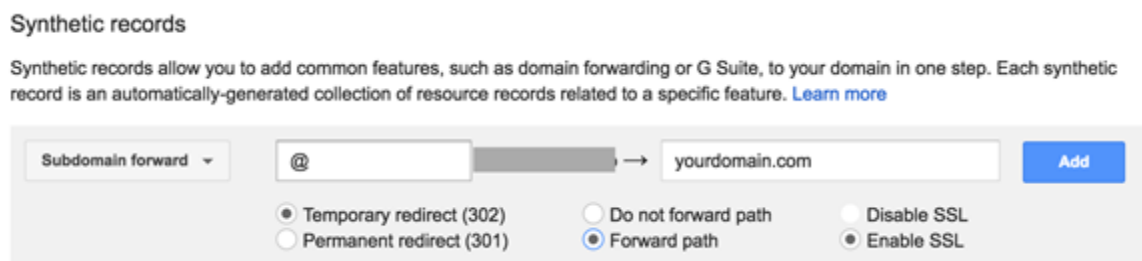 Synthetic records
Synthetic records allow you to add common features, such as domain forwarding or G Suite, to your domain in one step. Each synthetic
record is an automatically-generated collection of resource records related to a specific feature. Learn more
Subdomain forward @ → yourdomain.com Add
Temporary redirect (302) Do not forward path Disable SSL
Permanent redirect (301) Forward path Enable SSL